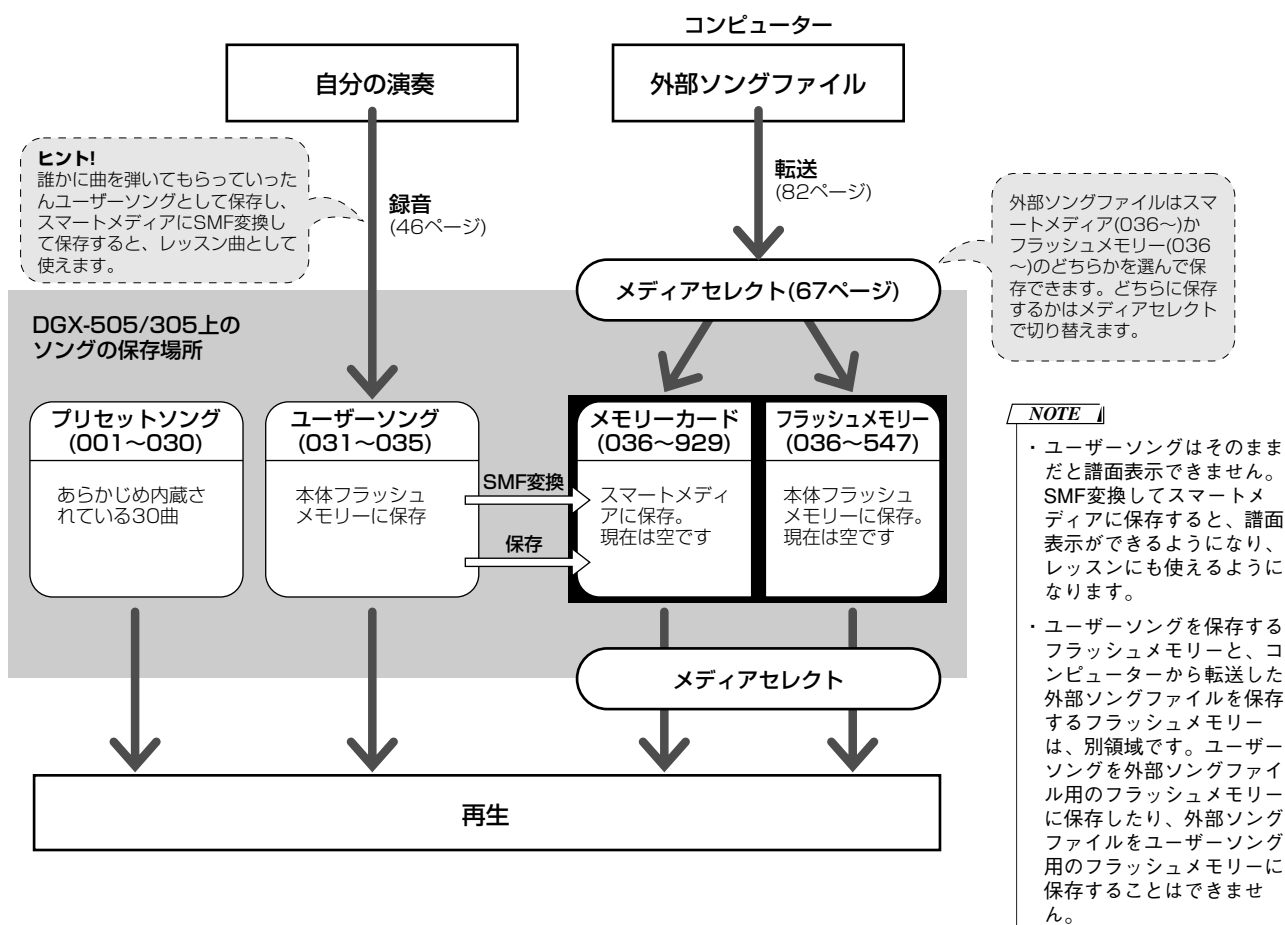 コンピューター
自分の演奏
外部ソングファイル
ヒント!
誰かに曲を弾いてもらっていった
んユーザーソングとして保存し、
スマートメディアにSMF変換し
て保存すると、レッスン曲として
使えます。
録音
(46ページ)
転送
(82ページ)
外部ソングファイルはスマ
ートメディア(036〜)か
フラッシュメモリー(036
〜)のどちらかを選んで保
存できます。どちらに保存
するかはメディアセレクト
で切り替えます。
メディアセレクト(67ページ)
DGX-505/305上の
ソングの保存場所
プリセットソング
(001〜030)
あらかじめ内蔵さ
れている30曲
ユーザーソング
(031〜035)
本体フラッシュ
メモリーに保存
SMF変換
保存
メモリーカード
(036〜929)
スマートメディ
アに保存。
現在は空です
フラッシュメモリー
(036〜547)
本体フラッシュ
メモリーに保存。
現在は空です
メディアセレクト
再生
NOTE
・ユーザーソングはそのまま
だと譜面表示できません。
SMF変換してスマートメ
ディアに保存すると、譜面
表示ができるようになり、
レッスンにも使えるように
なります。
・ユーザーソングを保存する
フラッシュメモリーと、コ
ンピューターから転送した
外部ソングファイルを保存
するフラッシュメモリー
は、別領域です。ユーザー
ソングを外部ソングファイ
ル用のフラッシュメモリー
に保存したり、外部ソング
ファイルをユーザーソング
用のフラッシュメモリーに
保存することはできませ
ん。